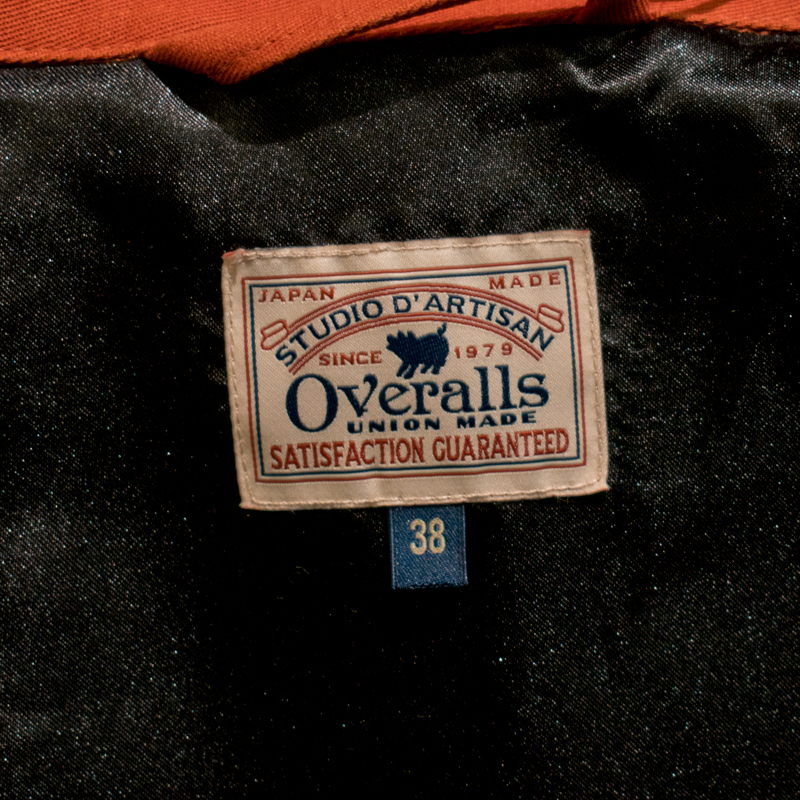 JAPAN MADE
STUDIO D'ARTISAN
SINCE 1979
Overalls
UNION MADE
SATISFACTION GUARANTEED
38